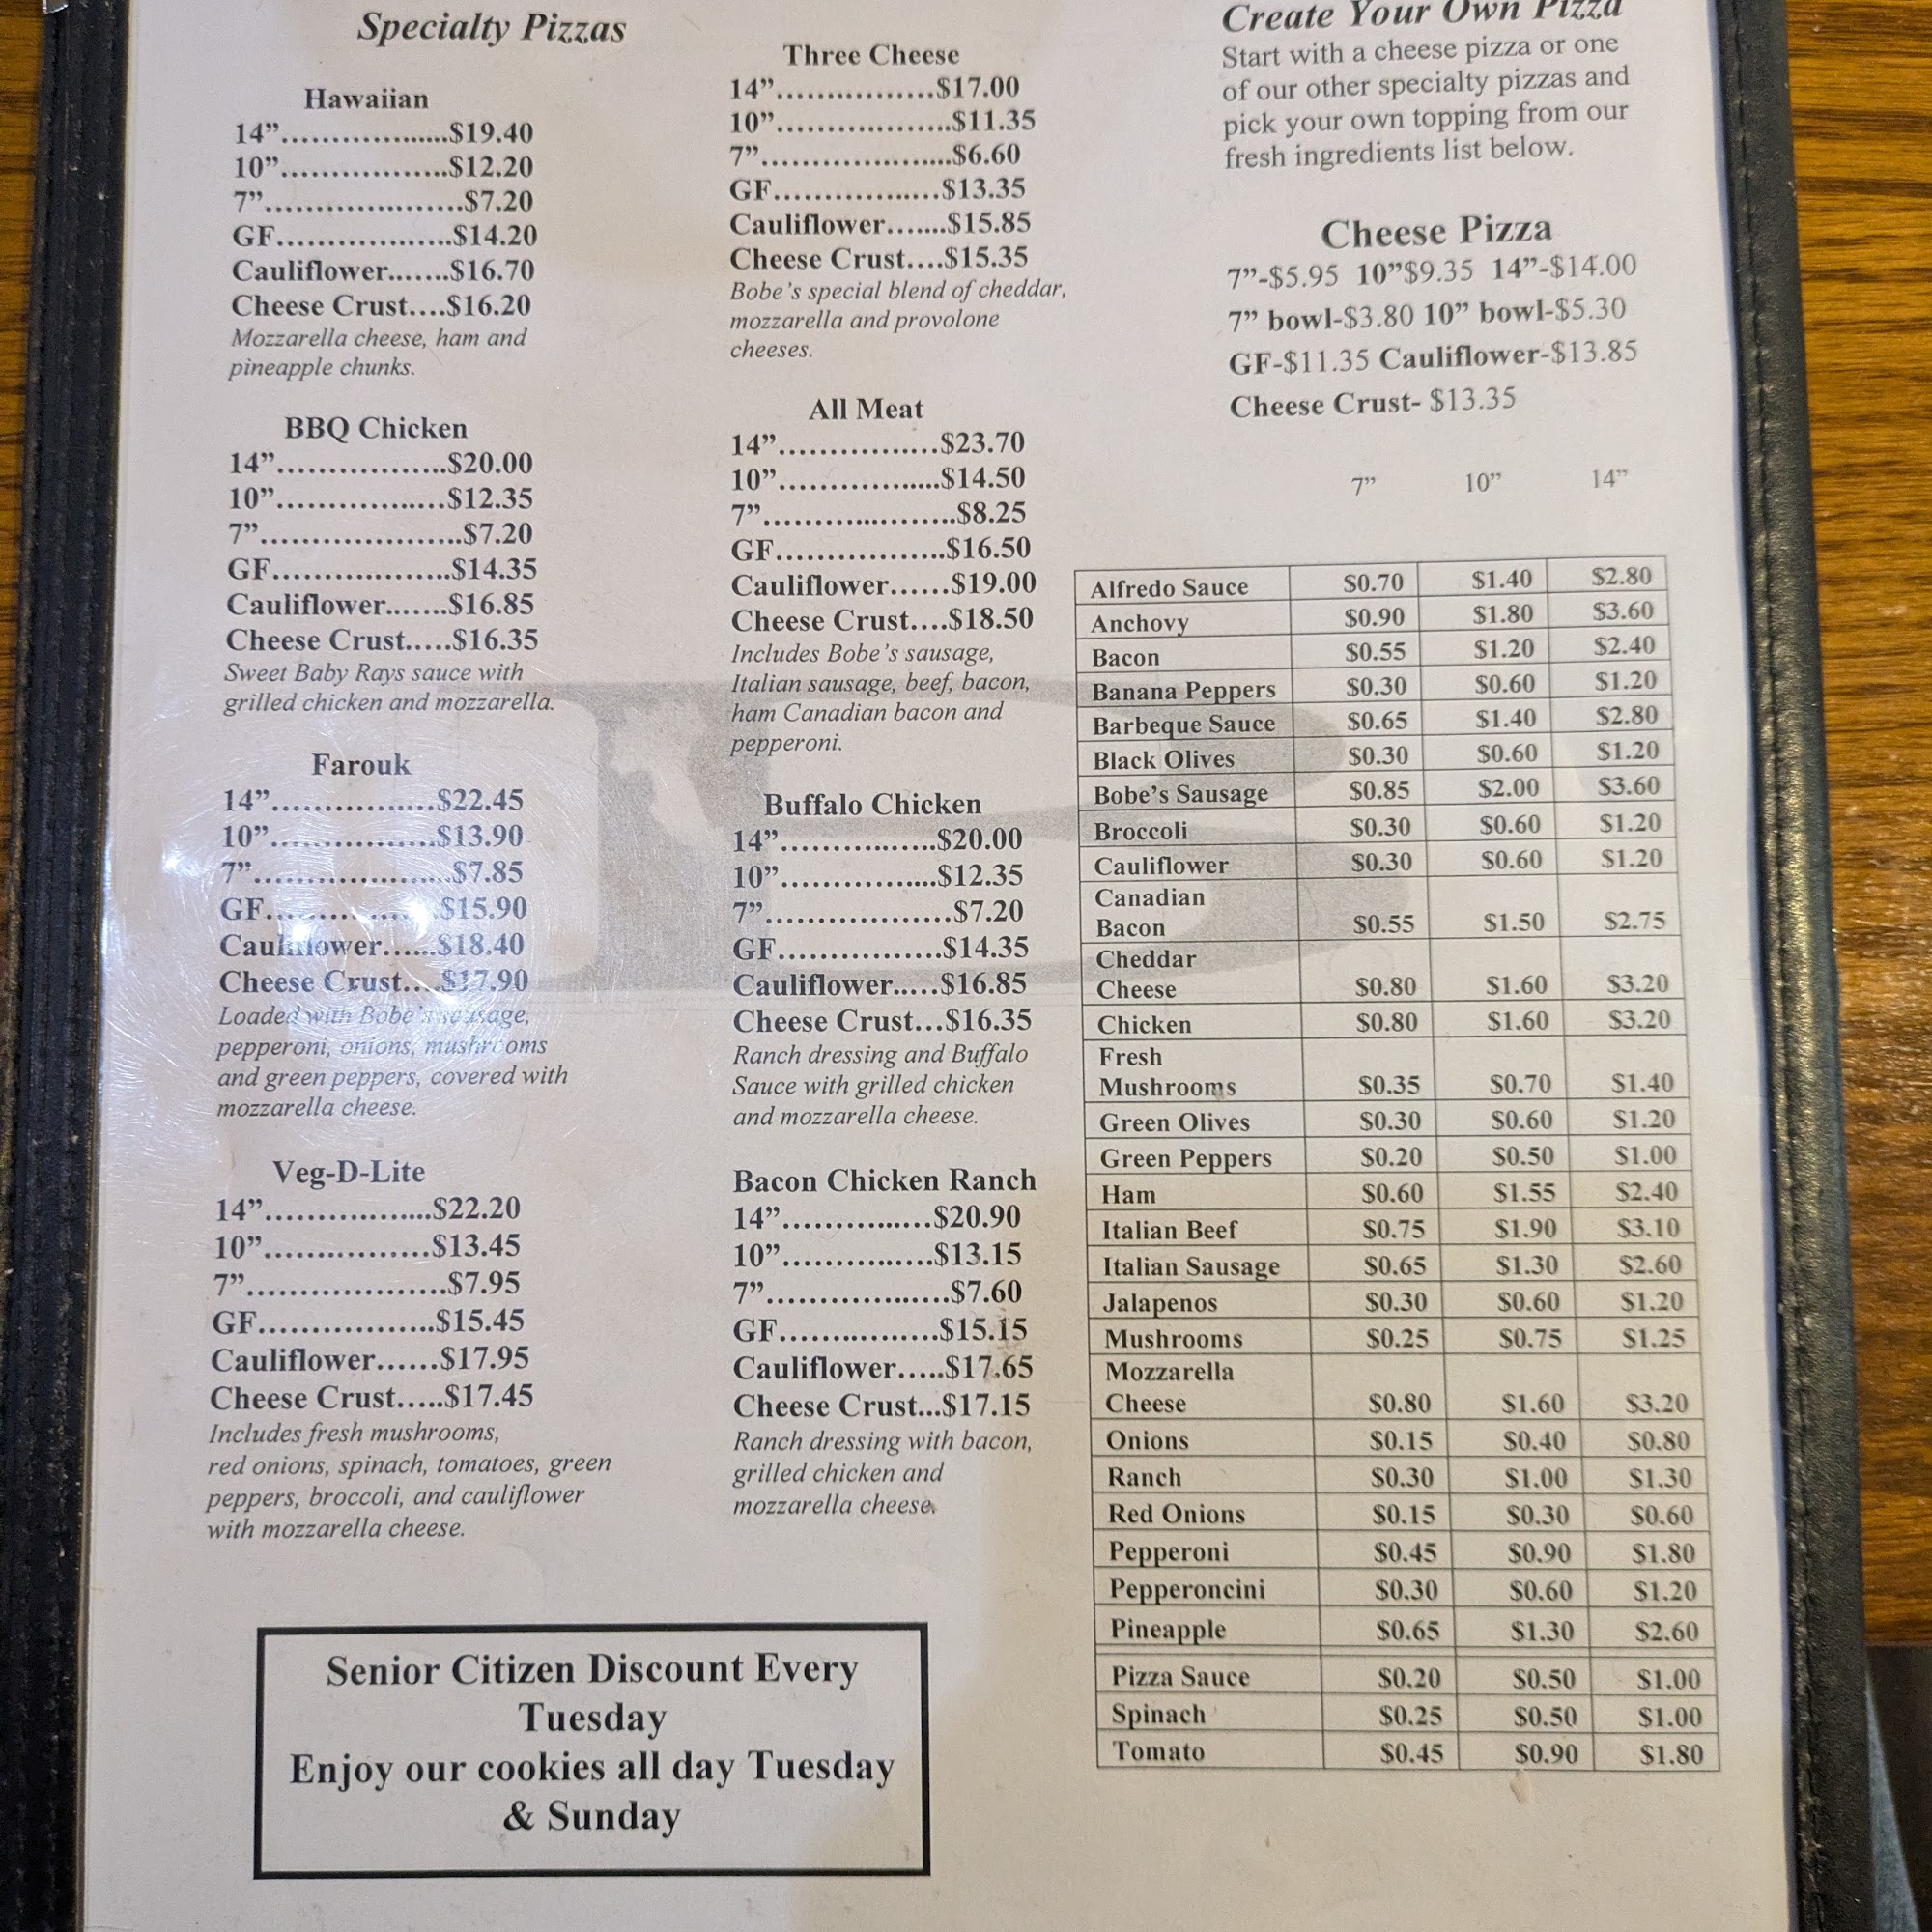 Specialty Pizzas
Hawaiian
14”....................$19.40
10”...................$12.20
7”......................$7.20
GF....................$14.20
Cauliflower.......$16.70
Cheese Crust....$16.20
Mozzarella cheese, ham and
pineapple chunks.
BBQ Chicken
14”...................$20.00
10”...................$12.35
7”......................$7.20
GF....................$14.35
Cauliflower.......$16.85
Cheese Crust.....$16.35
Sweet Baby Rays sauce with
grilled chicken and mozzarella.
Farouk
14”..................$22.45
10”..................$13.90
7”......................$7.85
GF....................$15.90
Cauliflower......$18.40
Cheese Crust....$17.90
Loaded with Bobe’s sausage,
pepperoni, onions, mushrooms
and green peppers, covered with
mozzarella cheese.
Veg-D-Lite
14”...................$22.20
10”..................$13.45
7”.....................$7.95
GF....................$15.45
Cauliflower......$17.95
Cheese Crust.....$17.45
Includes fresh mushrooms,
red onions, spinach, tomatoes, green
peppers, broccoli, and cauliflower
with mozzarella cheese.
Senior Citizen Discount Every
Tuesday
Enjoy our cookies all day Tuesday
& Sunday
Three Cheese
14”..................$17.00
10”....................$11.35
7”.....................$6.60
GF...................$13.35
Cauliflower.......$15.85
Cheese Crust....$15.35
Bobe’s special blend of cheddar,
mozzarella and provolone
cheeses.
All Meat
14”..................$23.70
10”...................$14.50
7”......................$8.25
GF...................$16.50
Cauliflower......$19.00
Cheese Crust....$18.50
Includes Bobe’s sausage,
Italian sausage, beef, bacon,
ham Canadian bacon and
pepperoni.
Buffalo Chicken
14”..................$20.00
10”..................$12.35
7”.....................$7.20
GF...................$14.35
Cauliflower.....$16.85
Cheese Crust...$16.35
Ranch dressing and Buffalo
Sauce with grilled chicken
and mozzarella cheese.
Bacon Chicken Ranch
14”.................$20.90
10”.................$13.15
7”.....................$7.60
GF..................$15.15
Cauliflower.....$17.65
Cheese Crust...$17.15
Ranch dressing with bacon,
grilled chicken and
mozzarella cheese.
Create Your Own Pizza
Start with a cheese pizza or one
of our other specialty pizzas and
pick your own topping from our
fresh ingredients list below.
Cheese Pizza
7”-$5.95 10”$9.35 14”-$14.00
7” bowl-$3.80 10” bowl-$5.30
GF-$11.35 Cauliflower-$13.85
Cheese Crust- $13.35
7” 10” 14”
Alfredo Sauce $0.70 $1.40 $2.80
Anchovy $0.90 $1.80 $3.60
Bacon $0.55 $1.20 $2.40
Banana Peppers $0.30 $0.60 $1.20
Barbeque Sauce $0.65 $1.40 $2.80
Black Olives $0.30 $0.60 $1.20
Bobe’s Sausage $0.85 $2.00 $3.60
Broccoli $0.30 $0.60 $1.20
Cauliflower $0.30 $0.60 $1.20
Canadian
Bacon $0.55 $1.50 $2.75
Cheddar
Cheese $0.80 $1.60 $3.20
Chicken $0.80 $1.60 $3.20
Fresh
Mushrooms $0.35 $0.70 $1.40
Green Olives $0.30 $0.60 $1.20
Green Peppers $0.20 $0.50 $1.00
Ham $0.60 $1.55 $2.40
Italian Beef $0.75 $1.90 $3.10
Italian Sausage $0.65 $1.30 $2.60
Jalapenos $0.30 $0.60 $1.20
Mushrooms $0.25 $0.75 $1.25
Mozzarella
Cheese $0.80 $1.60 $3.20
Onions $0.15 $0.40 $0.80
Ranch $0.30 $1.00 $1.30
Red Onions $0.15 $0.30 $0.60
Pepperoni $0.45 $0.90 $1.80
Pepperoncini $0.30 $0.60 $1.20
Pineapple $0.65 $1.30 $2.60
Pizza Sauce $0.20 $0.50 $1.00
Spinach $0.25 $0.50 $1.00
Tomato $0.45 $0.90 $1.80